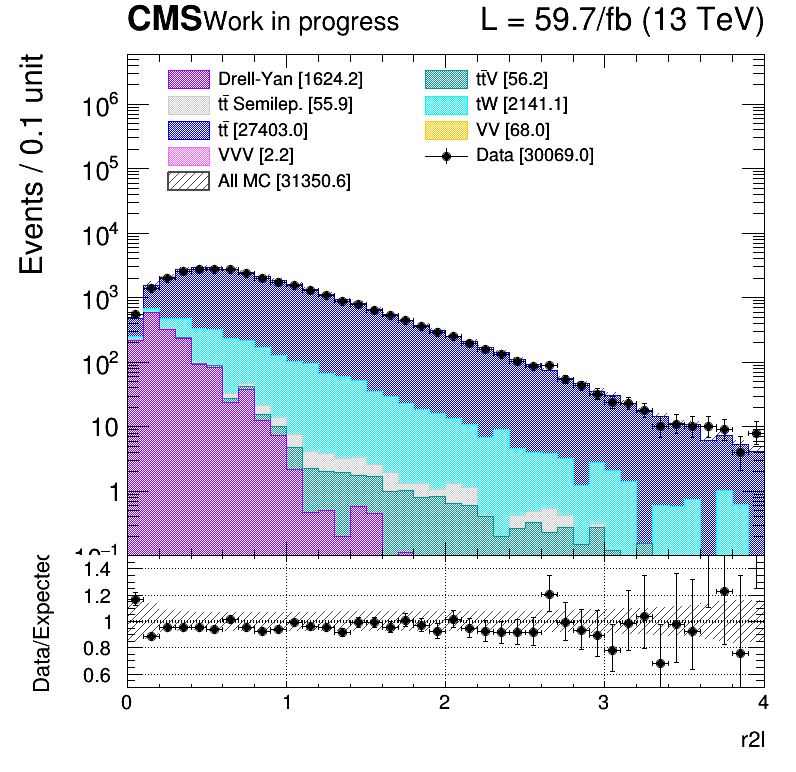 CMS Work in progress L = 59.7/fb (13 TeV)
Events / 0.1 unit
Drell-Yan [1624.2]
tt̄ Semilep. [55.9]
tt̄ [27403.0]
VVV [2.2]
All MC [31350.6]
tt̄V [56.2]
tW [2141.1]
VV [68.0]
Data [30069.0]
10⁶
10⁵
10⁴
10³
10²
10
1
10⁻¹
Data/Expected
1.4
1.2
1
0.8
0.6
0 1 2 3 4
r2l